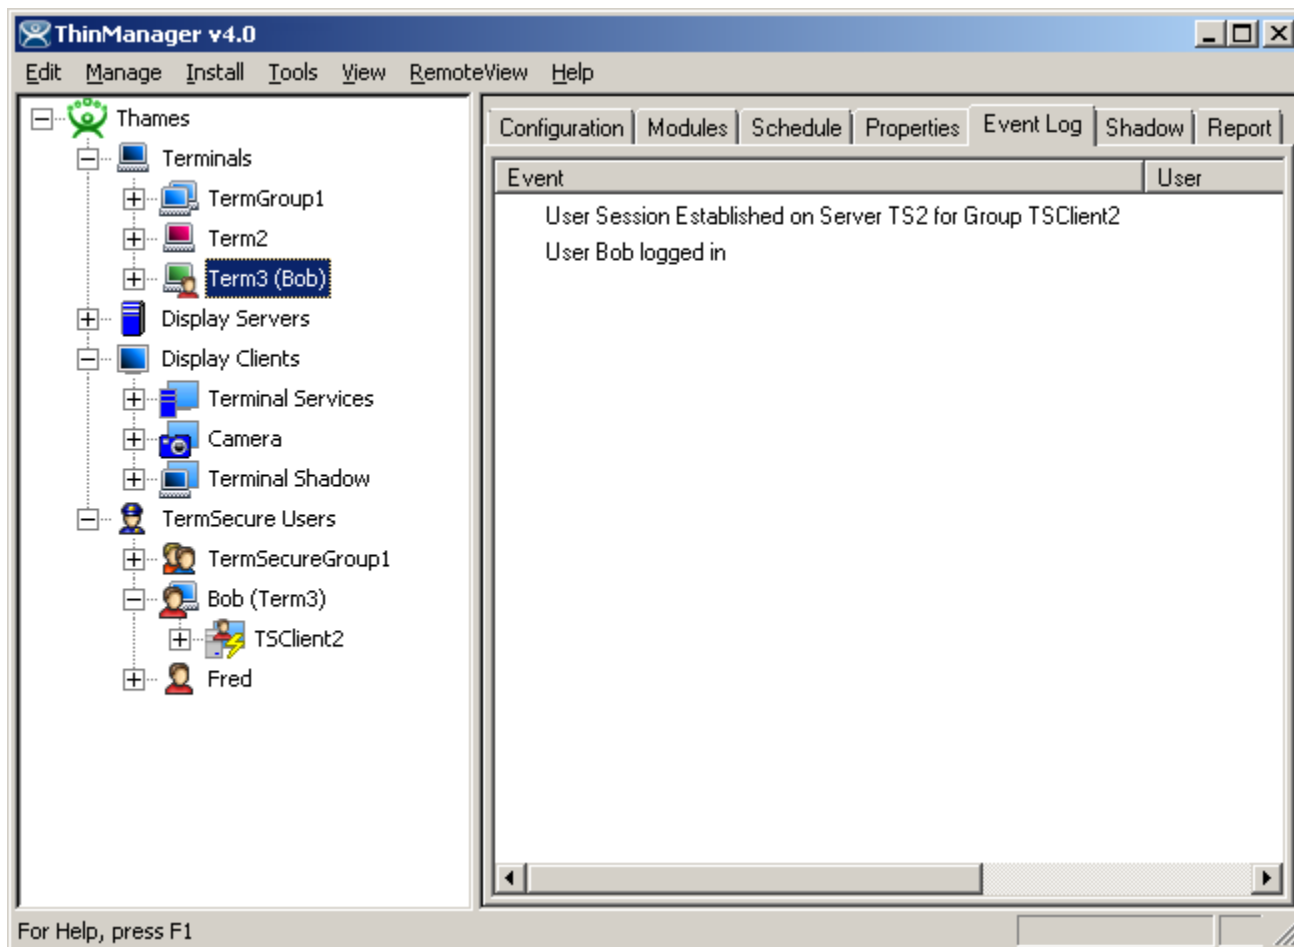 ThinManager v4.0
Edit Manage Install Tools View RemoteView Help
Thames
Terminals
TermGroup1
Term2
Term3 (Bob)
Display Servers
Display Clients
Terminal Services
Camera
Terminal Shadow
TermSecure Users
TermSecureGroup1
Bob (Term3)
TSClient2
Fred
Configuration Modules Schedule Properties Event Log Shadow Report
Event User
User Session Established on Server TS2 for Group TSClient2
User Bob logged in
For Help, press F1